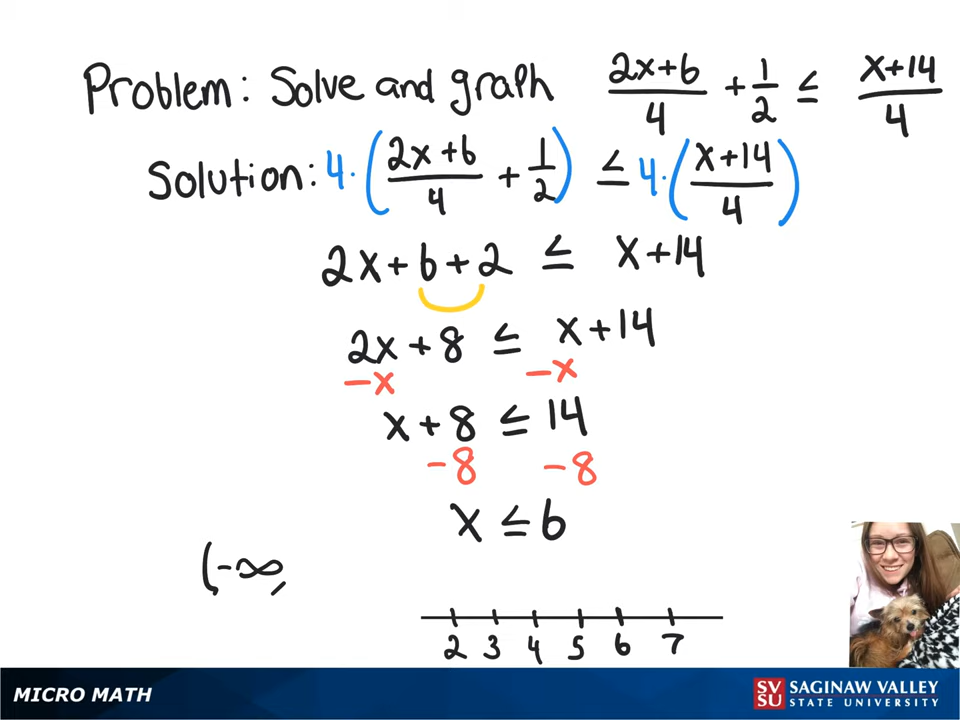 Problem: Solve and graph (2x+6)/4 + 1/2 ≤ (x+14)/4
Solution: 4·((2x+6)/4 + 1/2) ≤ 4·((x+14)/4)
2x+6+2 ≤ x+14
2x+8 ≤ x+14
-x -x
x+8 ≤ 14
-8 -8
x ≤ 6
(-∞,
2 3 4 5 6 7
MICRO MATH
SV SU SAGINAW VALLEY
STATE UNIVERSITY